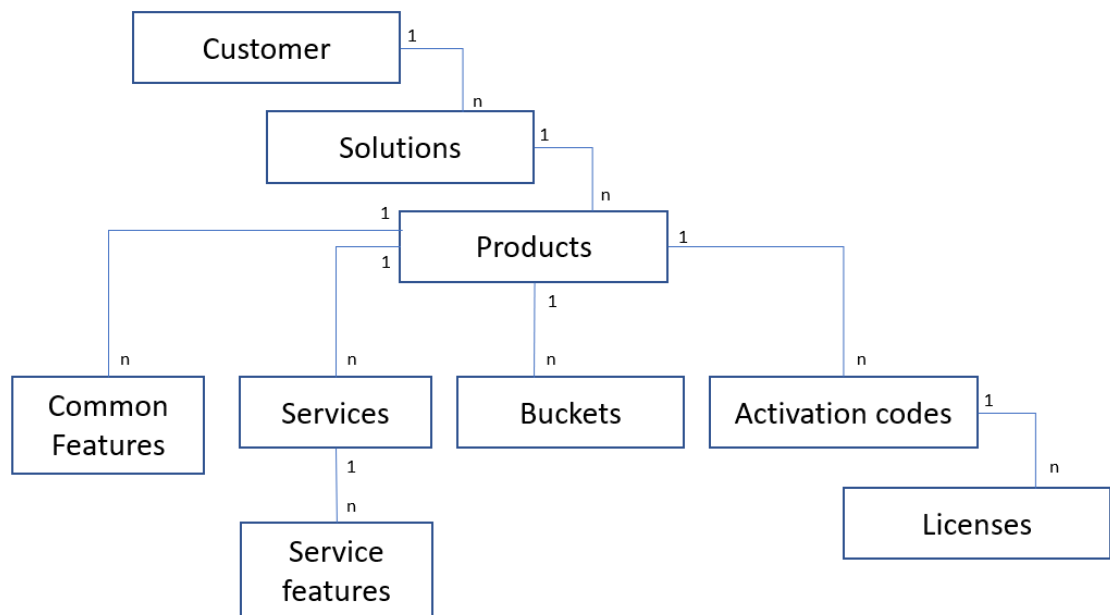 Customer
1
n
Solutions
1
n
1
Products
1
1
1
n
n
n
n
Common
Features
Services
Buckets
Activation codes
1
1
n
n
Service
features
Licenses